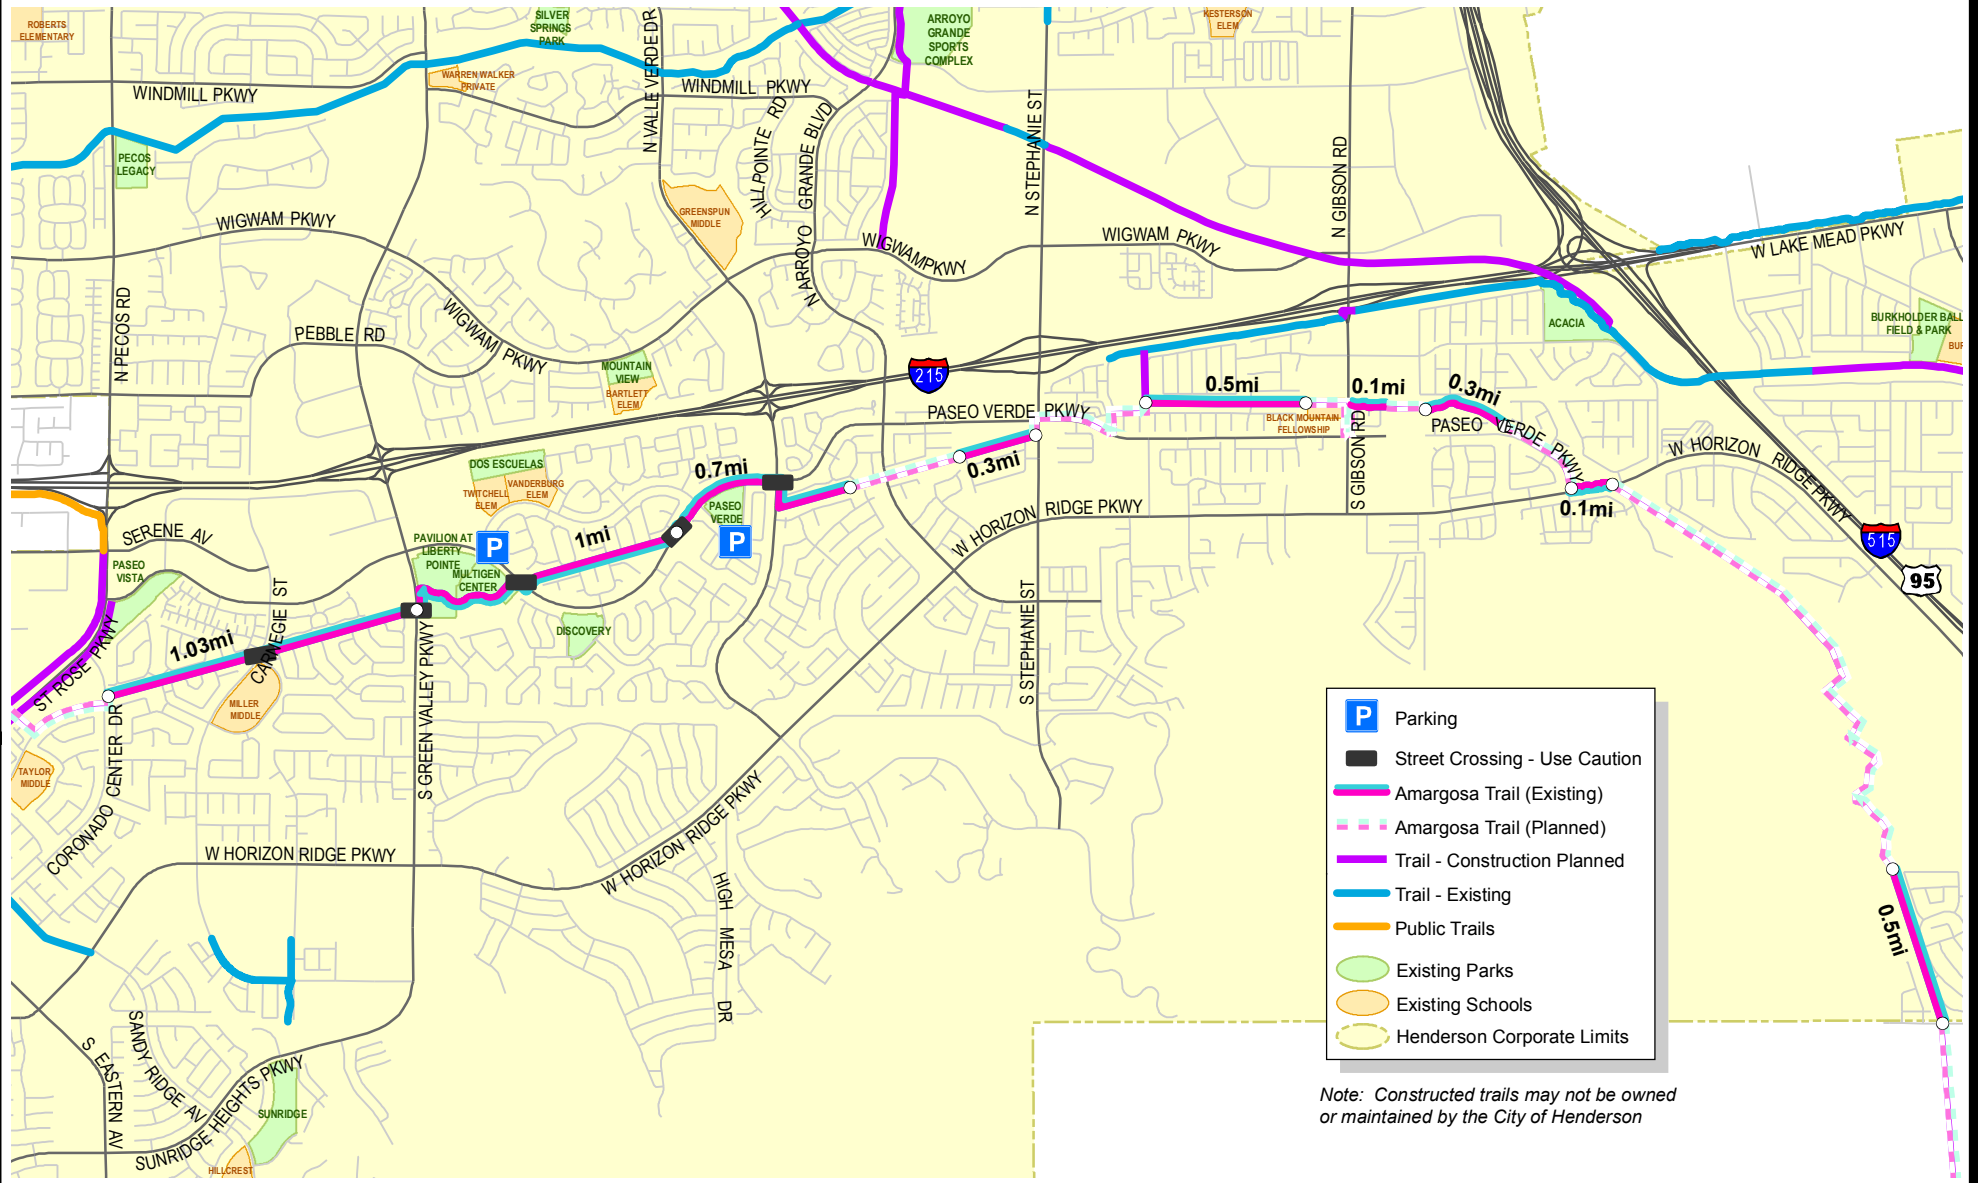 ROBERTS
ELEMENTARY
SILVER
SPRINGS
PARK
N VALLE VERDE DR
ARROYO
GRANDE
SPORTS
COMPLEX
KESTERSON
ELEM
WARREN WALKER
PRIVATE
WINDMILL PKWY
WINDMILL PKWY
HILLPOINTE RD
N ARROYO GRANDE BLVD
N STEPHANIE ST
N GIBSON RD
PECOS
LEGACY
GREENSPUN
MIDDLE
WIGWAM PKWY
WIGWAM PKWY
WIGWAM PKWY
WIGWAM PKWY
W LAKE MEAD PKWY
N PECOS RD
PEBBLE RD
MOUNTAIN
VIEW
BARTLETT
ELEM
215
ACACIA
BURKHOLDER BALL
FIELD & PARK
BUR
0.5mi
0.1mi
0.3mi
PASEO VERDE PKWY
BLACK MOUNTAIN
FELLOWSHIP
S GIBSON RD
PASEO VERDE PKWY
W HORIZON RIDGE PKWY
DOS ESCUELAS
TWITCHELL
ELEM
VANDERBURG
ELEM
0.7mi
0.3mi
PASEO
VERDE
P
W HORIZON RIDGE PKWY
0.1mi
515
95
SERENE AV
PASEO
VISTA
PAVILION AT
LIBERTY
POINTE
MULTIGEN
CENTER
P
1mi
DISCOVERY
CARNEGIE ST
1.03mi
ST ROSE PKWY
MILLER
MIDDLE
S GREEN VALLEY PKWY
S STEPHANIE ST
TAYLOR
MIDDLE
CORONADO CENTER DR
W HORIZON RIDGE PKWY
W HORIZON RIDGE PKWY
HIGH MESA DR
0.5mi
S EASTERN AV
SANDY RIDGE AV
SUNRIDGE HEIGHTS PKWY
SUNRIDGE
HILLCREST
P Parking
Street Crossing - Use Caution
Amargosa Trail (Existing)
Amargosa Trail (Planned)
Trail - Construction Planned
Trail - Existing
Public Trails
Existing Parks
Existing Schools
Henderson Corporate Limits
Note: Constructed trails may not be owned
or maintained by the City of Henderson